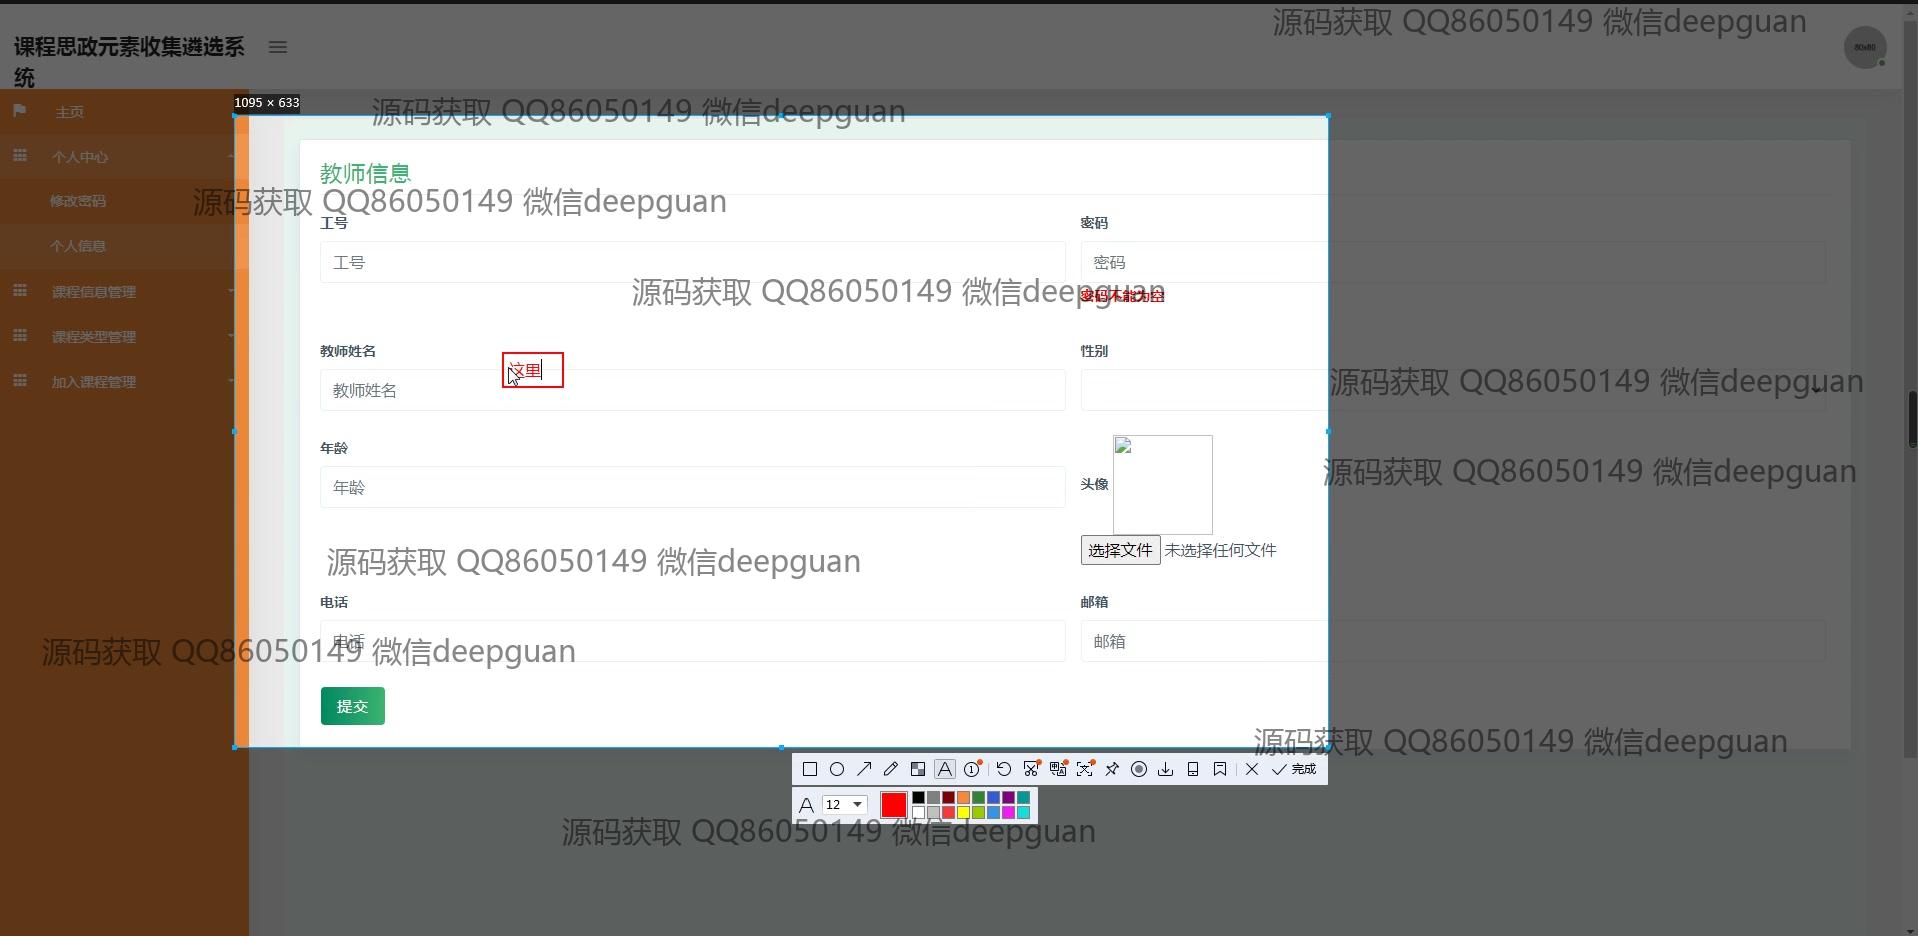 源码获取 QQ86050149 微信deepguan
课程思政元素收集遴选系
统
80x80
1095 × 633
主页
源码获取 QQ86050149 微信deepguan
个人中心
教师信息
修改密码
源码获取 QQ86050149 微信deepguan
工号
密码
个人信息
工号
密码
课程信息管理
源码获取 QQ86050149 微信deepguan
密码不能为空
课程类型管理
教师姓名
性别
这里
加入课程管理
教师姓名
源码获取 QQ86050149 微信deepguan
年龄
源码获取 QQ86050149 微信deepguan
年龄
头像
选择文件 未选择任何文件
源码获取 QQ86050149 微信deepguan
电话
邮箱
电话
邮箱
源码获取 QQ86050149 微信deepguan
提交
源码获取 QQ86050149 微信deepguan
完成
A 12
源码获取 QQ86050149 微信deepguan